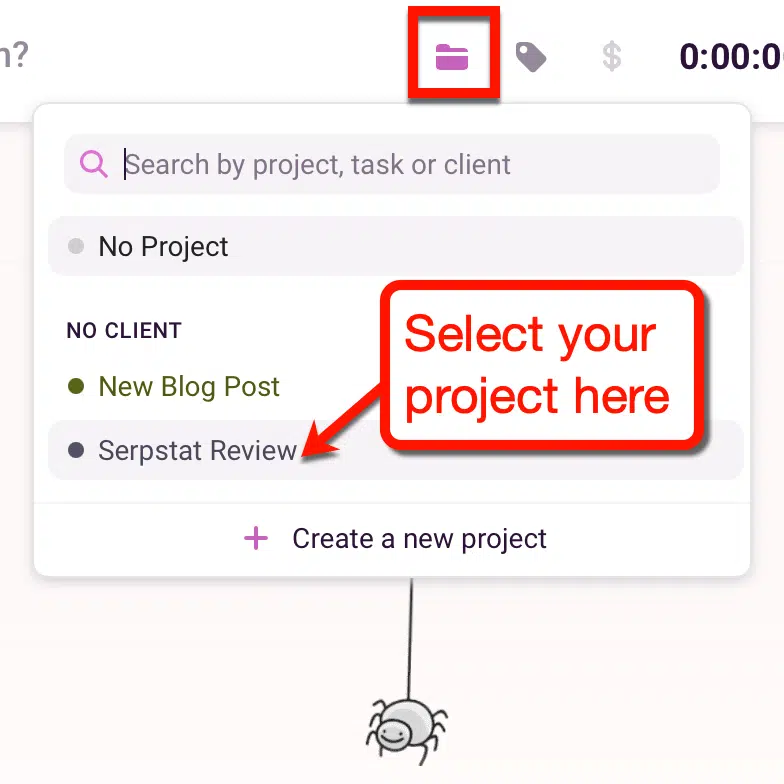 n?
$
0:00:0
Search by project, task or client
No Project
NO CLIENT
Select your
project here
New Blog Post
Serpstat Review
+ Create a new project